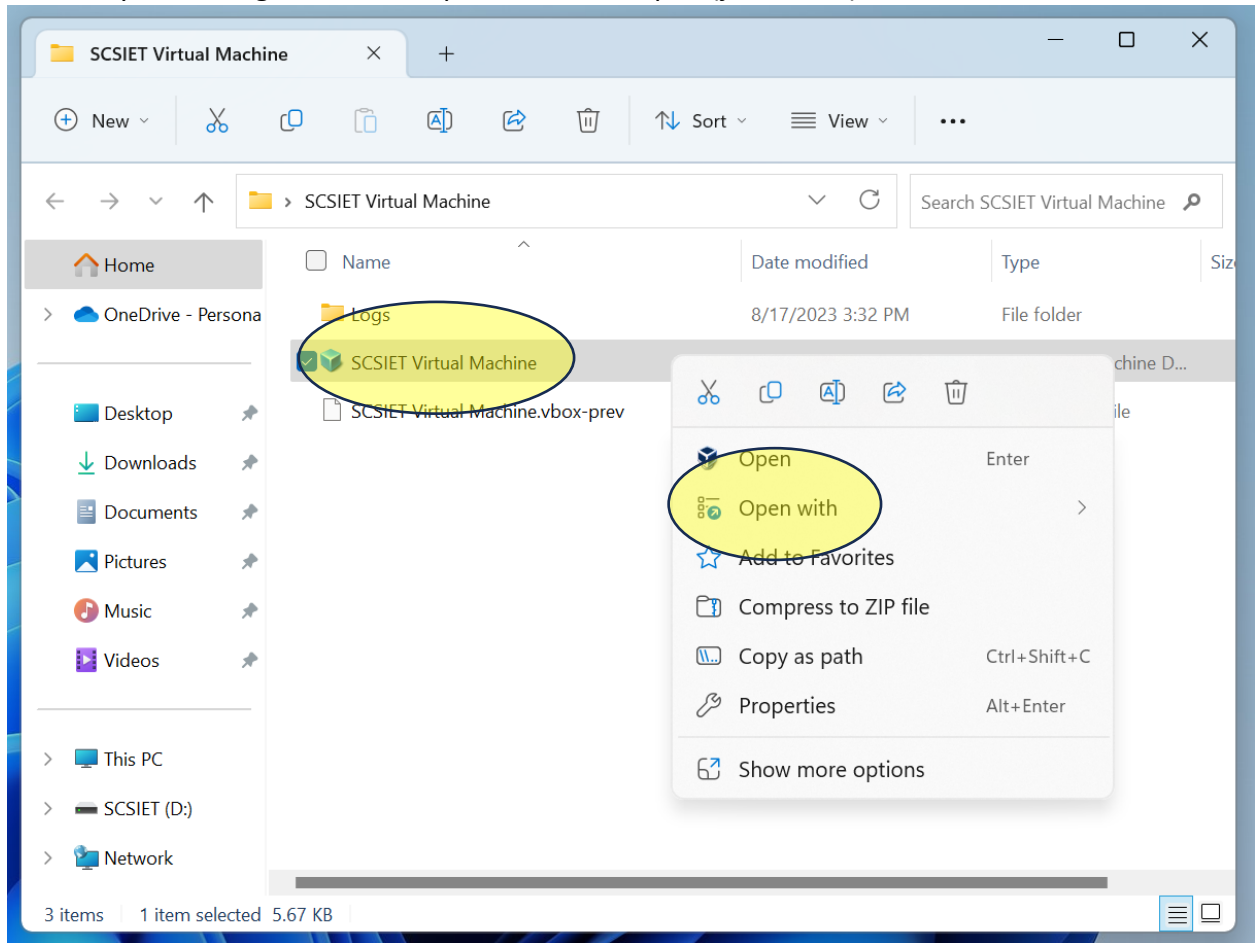 SCSIET Virtual Machine
New
Sort
View
SCSIET Virtual Machine
Search SCSIET Virtual Machine
Home
Name
Date modified
Type
OneDrive - Persona
Logs
8/17/2023 3:32 PM
File folder
SCSIET Virtual Machine
chine D...
Desktop
SCSIET Virtual Machine.vbox-prev
ile
Downloads
Open
Enter
Documents
Open with
Pictures
Add to Favorites
Music
Compress to ZIP file
Videos
Copy as path
Ctrl+Shift+C
Properties
Alt+Enter
This PC
Show more options
SCSIET (D:)
Network
3 items
1 item selected 5.67 KB